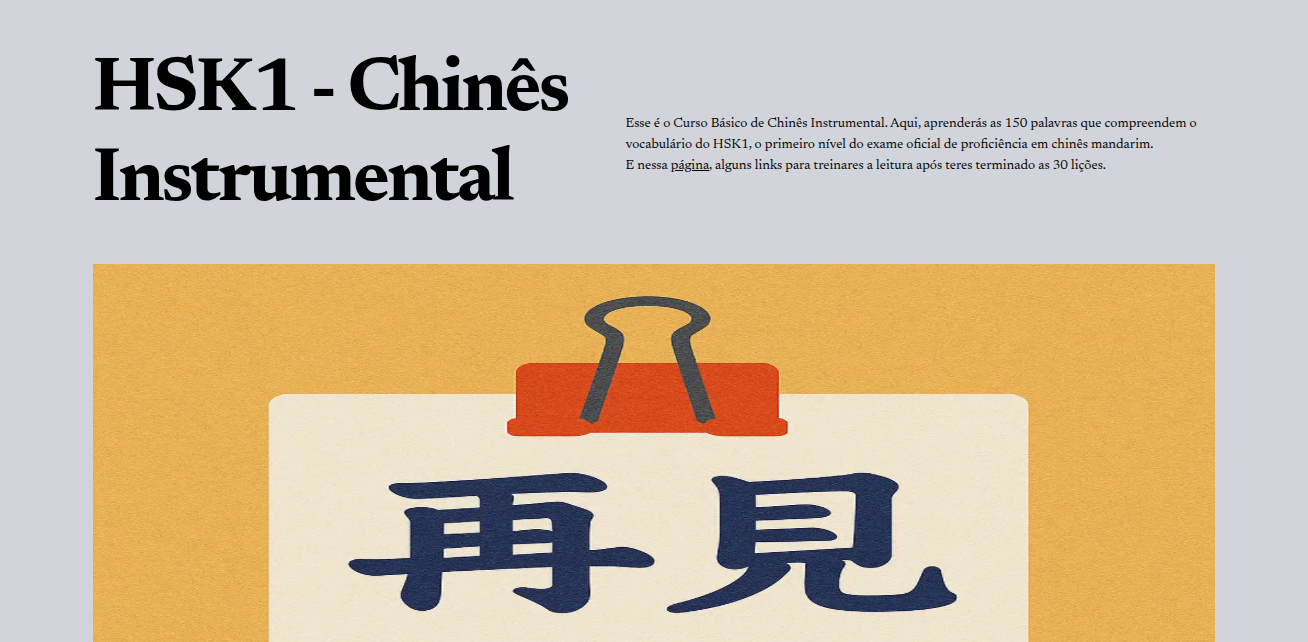 HSK1 - Chinês
Instrumental
Esse é o Curso Básico de Chinês Instrumental. Aqui, aprenderás as 150 palavras que compreendem o
vocabulário do HSK1, o primeiro nível do exame oficial de proficiência em chinês mandarim.
E nessa página, alguns links para treinares a leitura após teres terminado as 30 lições.
再見